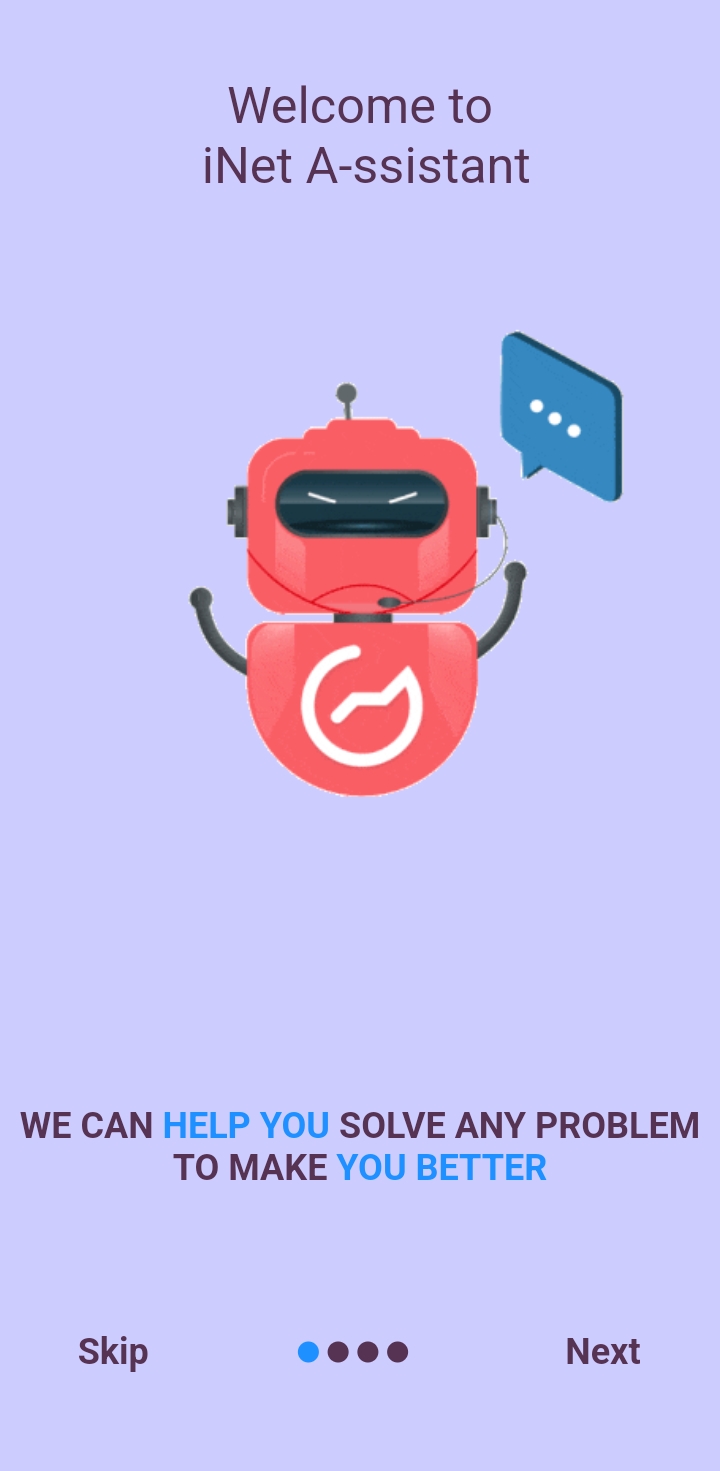 Welcome to
iNet A-ssistant
WE CAN HELP YOU SOLVE ANY PROBLEM
TO MAKE YOU BETTER
Skip
Next